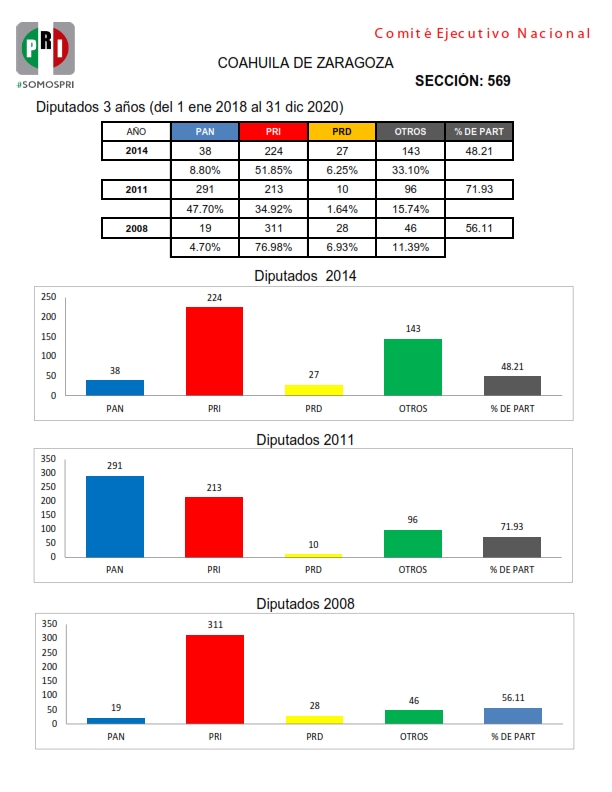 PRI
#SOMOSPRI
Comité Ejecutivo Nacional
COAHUILA DE ZARAGOZA
SECCIÓN: 569
Diputados 3 años (del 1 ene 2018 al 31 dic 2020)
AÑO PAN PRI PRD OTROS % DE PART
2014 38 224 27 143 48.21
8.80% 51.85% 6.25% 33.10%
2011 291 213 10 96 71.93
47.70% 34.92% 1.64% 15.74%
2008 19 311 28 46 56.11
4.70% 76.98% 6.93% 11.39%
Diputados 2014
250
200
150
100
50
0
38 224 27 143 48.21
PAN PRI PRD OTROS % DE PART
Diputados 2011
350
300
250
200
150
100
50
0
291 213 10 96 71.93
PAN PRI PRD OTROS % DE PART
Diputados 2008
350
300
250
200
150
100
50
0
19 311 28 46 56.11
PAN PRI PRD OTROS % DE PART